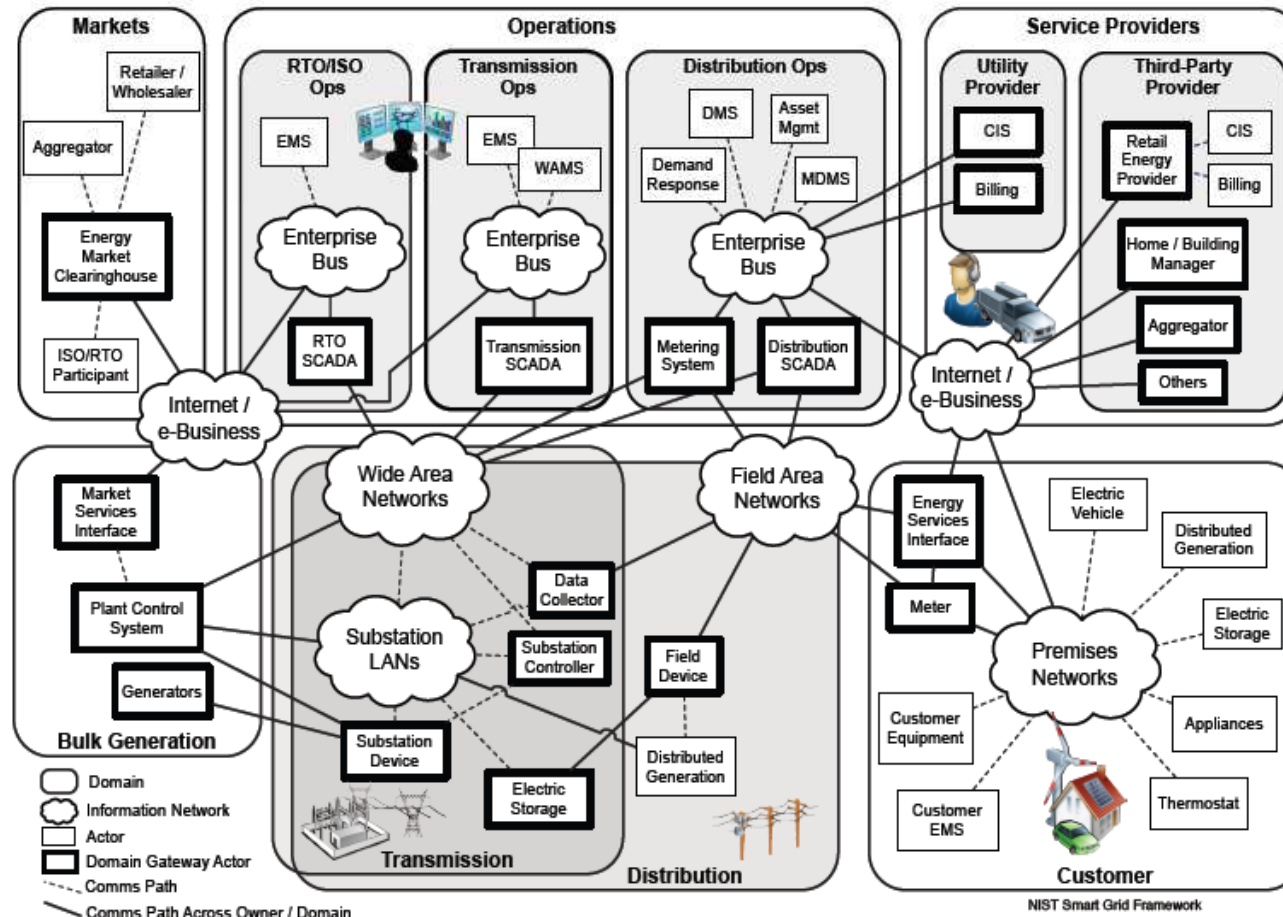 Markets
Operations
Service Providers
Retailer /
Wholesaler
Aggregator
Energy
Market
Clearinghouse
ISO/RTO
Participant
RTO/ISO
Ops
EMS
Enterprise
Bus
RTO
SCADA
Transmission
Ops
EMS
WAMS
Enterprise
Bus
Transmission
SCADA
Distribution Ops
DMS
Asset
Mgmt
Demand
Response
MDMS
Enterprise
Bus
Metering
System
Distribution
SCADA
Utility
Provider
CIS
Billing
Third-Party
Provider
Retail
Energy
Provider
CIS
Billing
Home / Building
Manager
Aggregator
Others
Internet /
e-Business
Internet /
e-Business
Wide Area
Networks
Field Area
Networks
Market
Services
Interface
Plant Control
System
Generators
Bulk Generation
Data
Collector
Substation
LANs
Substation
Controller
Field
Device
Substation
Device
Electric
Storage
Distributed
Generation
Transmission
Distribution
Energy
Services
Interface
Meter
Electric
Vehicle
Distributed
Generation
Electric
Storage
Premises
Networks
Customer
Equipment
Appliances
Customer
EMS
Thermostat
Customer
Domain
Information Network
Actor
Domain Gateway Actor
Comms Path
Comms Path Across Owner / Domain
NIST Smart Grid Framework